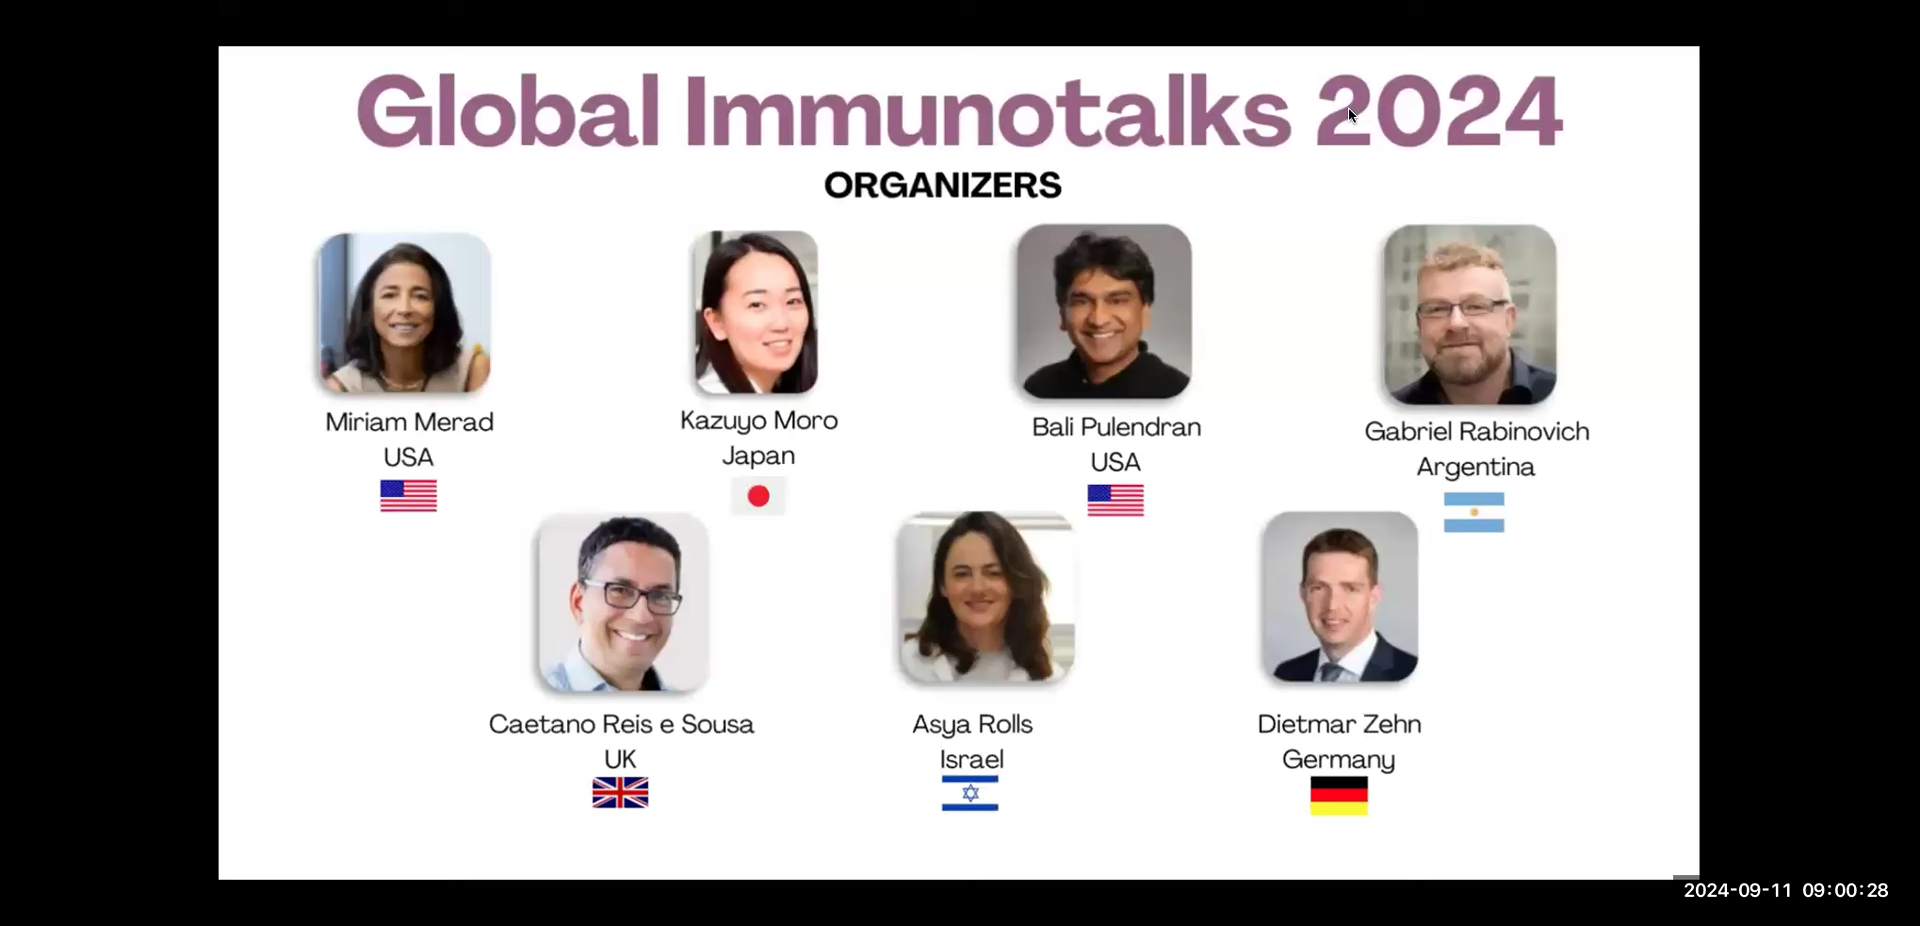 Global Immunotalks 2024
ORGANIZERS
Miriam Merad
USA
Kazuyo Moro
Japan
Bali Pulendran
USA
Gabriel Rabinovich
Argentina
Caetano Reis e Sousa
UK
Asya Rolls
Israel
Dietmar Zehn
Germany
2024-09-11 09:00:28